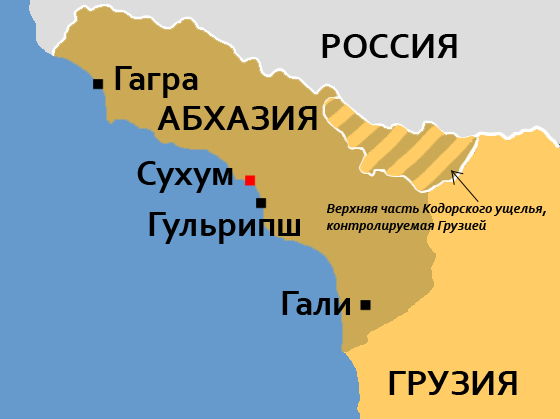 РОССИЯ
Гагра
АБХАЗИЯ
Сухум
Верхняя часть Кодорского ущелья,
контролируемая Грузией
Гульрипш
Гали
ГРУЗИЯ